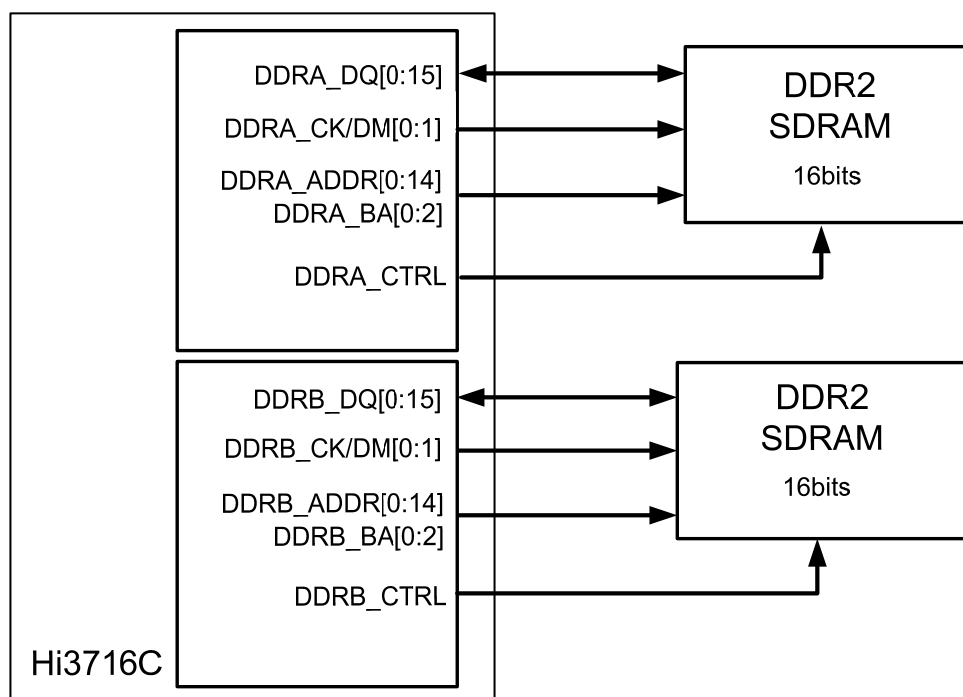 DDRA_DQ[0:15]
DDRA_CK/DM[0:1]
DDRA_ADDR[0:14]
DDRA_BA[0:2]
DDRA_CTRL
DDR2
SDRAM
16bits
DDRB_DQ[0:15]
DDRB_CK/DM[0:1]
DDRB_ADDR[0:14]
DDRB_BA[0:2]
DDRB_CTRL
DDR2
SDRAM
16bits
Hi3716C